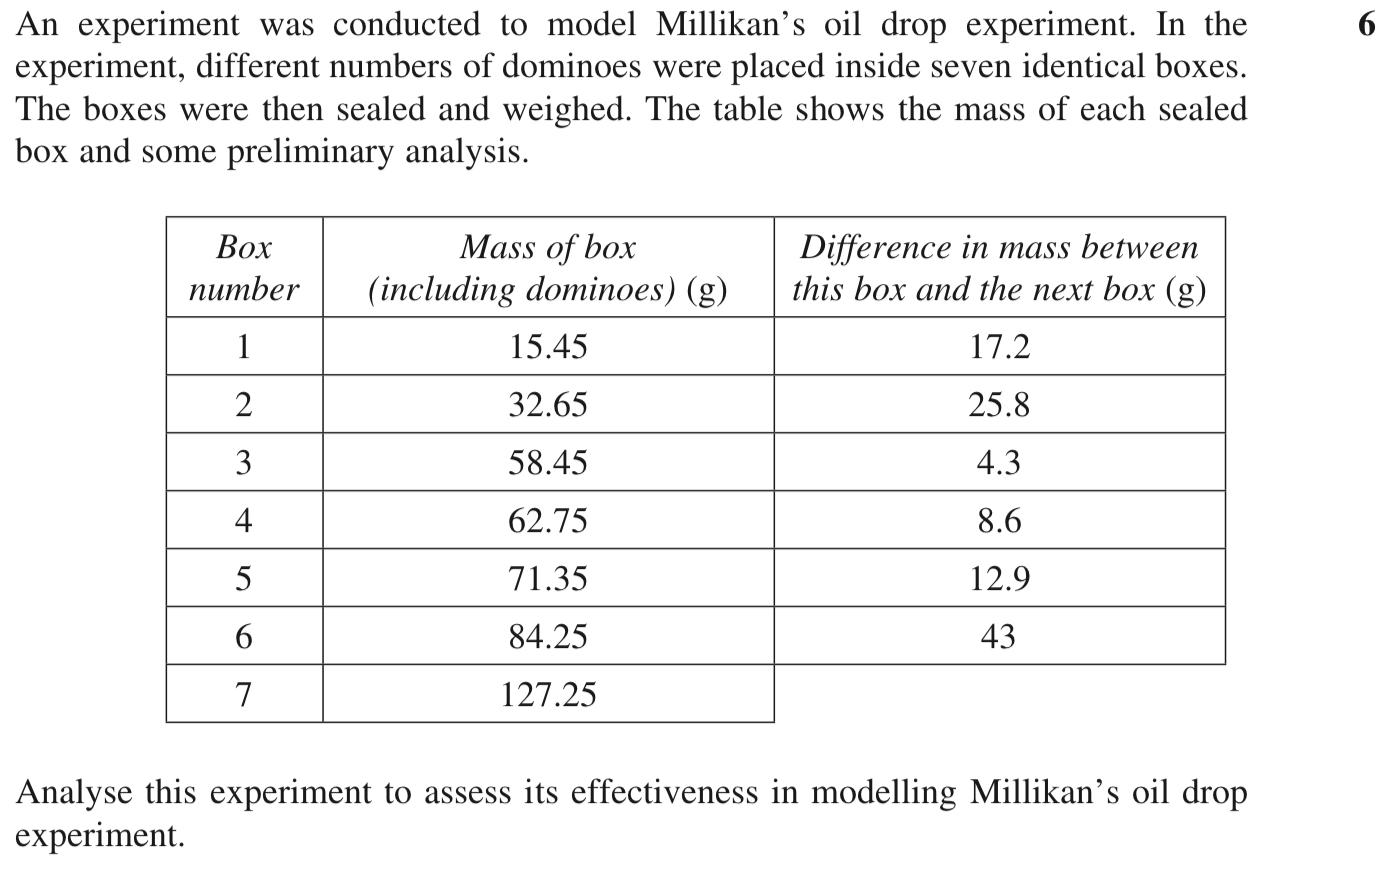 An experiment was conducted to model Millikan’s oil drop experiment. In the 6
experiment, different numbers of dominoes were placed inside seven identical boxes.
The boxes were then sealed and weighed. The table shows the mass of each sealed
box and some preliminary analysis.
Box number Mass of box (including dominoes) (g) Difference in mass between this box and the next box (g)
1 15.45 17.2
2 32.65 25.8
3 58.45 4.3
4 62.75 8.6
5 71.35 12.9
6 84.25 43
7 127.25
Analyse this experiment to assess its effectiveness in modelling Millikan’s oil drop
experiment.